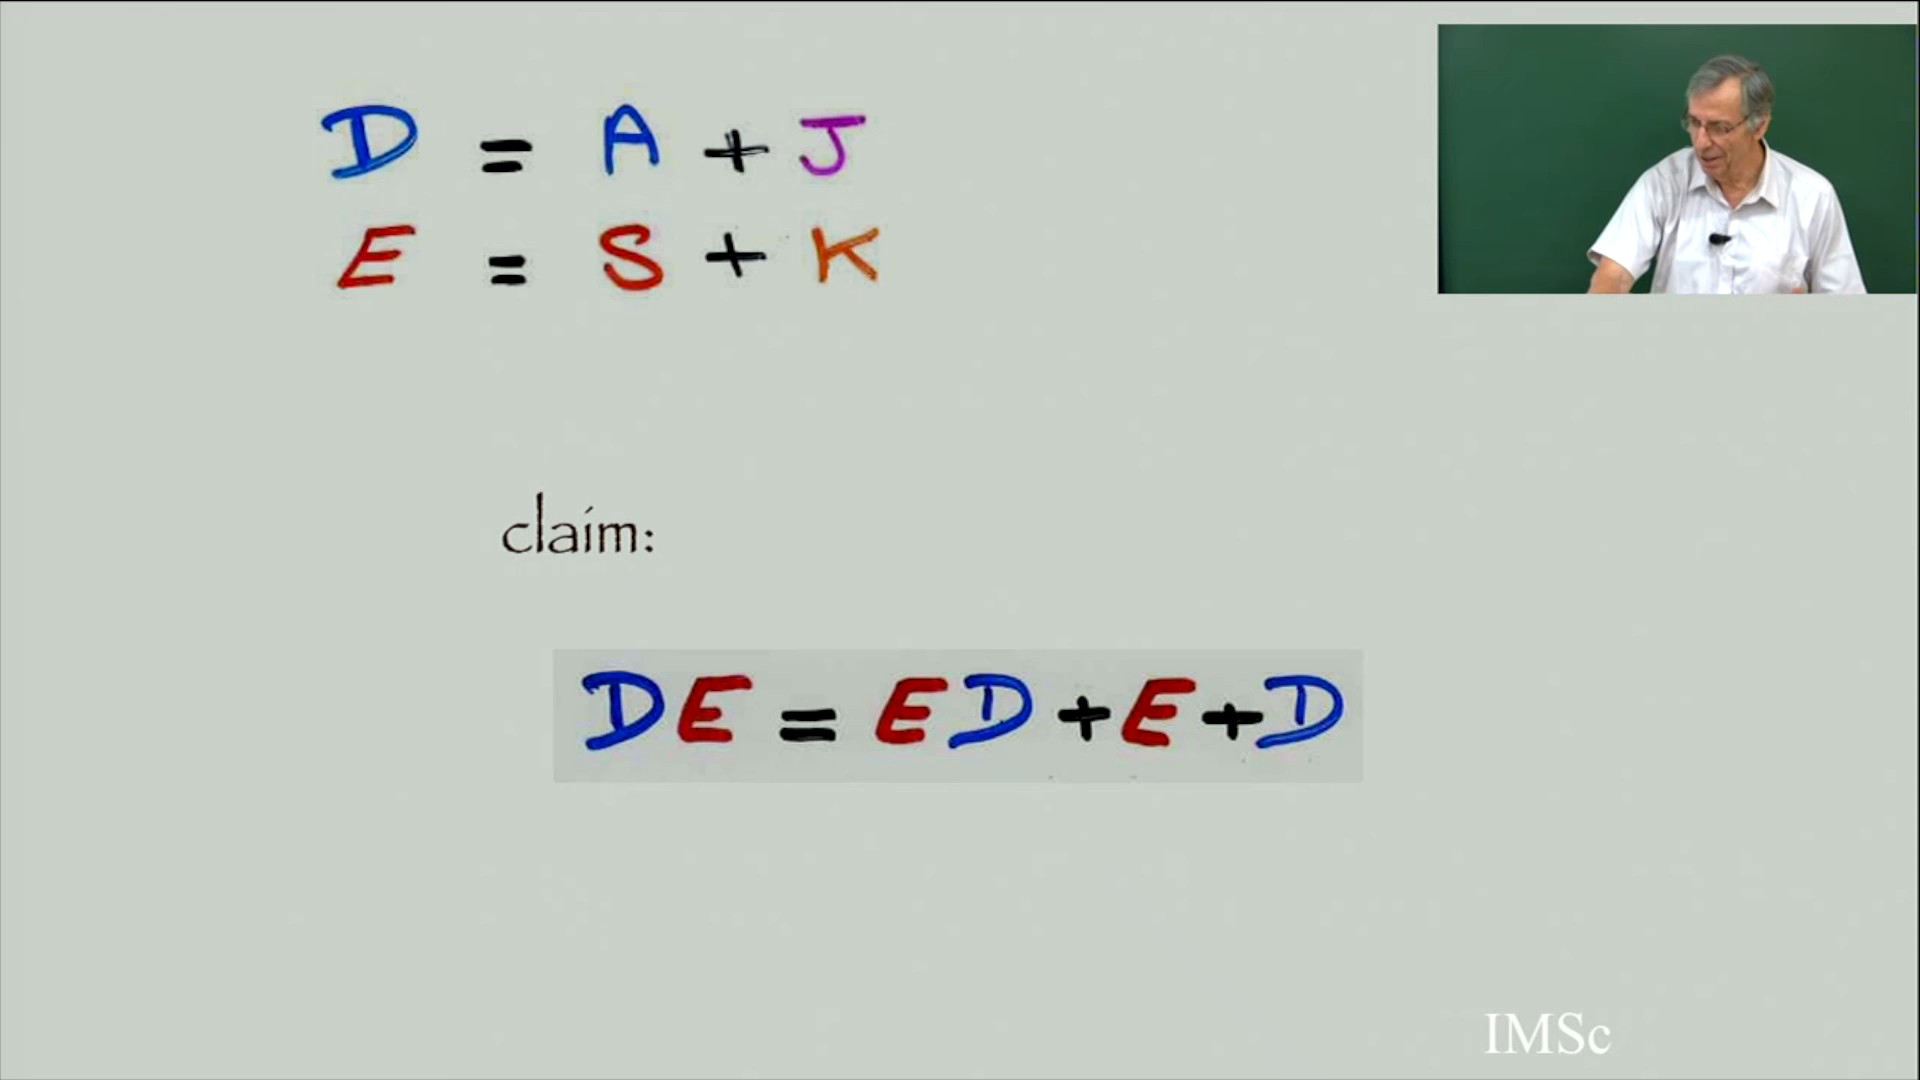 D = A + J
E = S + K
claim:
DE = ED + E + D
IMSc